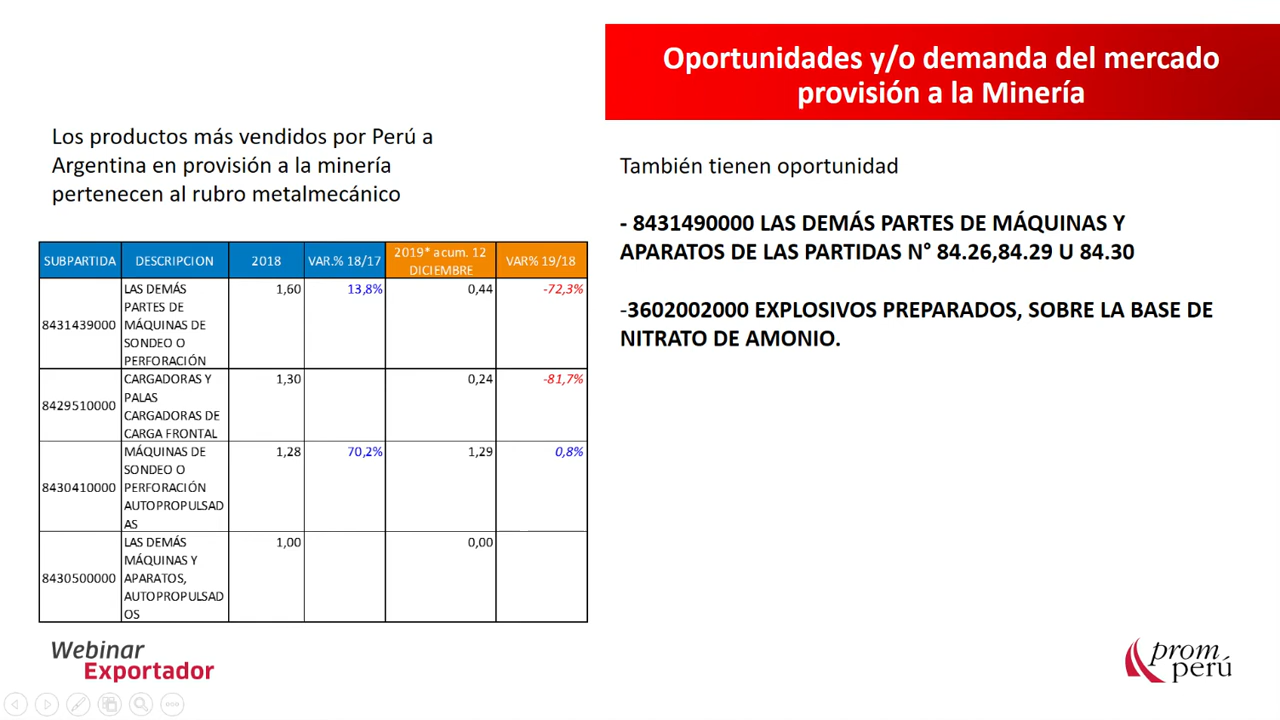 Oportunidades y/o demanda del mercado
provisión a la Minería
Los productos más vendidos por Perú a
Argentina en provisión a la minería
pertenecen al rubro metalmecánico
SUBPARTIDA DESCRIPCION 2018 VAR.% 18/17 2019* acum. 12 DICIEMBRE VAR% 19/18
8431439000 LAS DEMÁS PARTES DE MÁQUINAS DE SONDEO O PERFORACIÓN 1,60 13,8% 0,44 -72,3%
8429510000 CARGADORAS Y PALAS CARGADORAS DE CARGA FRONTAL 1,30 0,24 -81,7%
8430410000 MÁQUINAS DE SONDEO O PERFORACIÓN AUTOPROPULSADAS 1,28 70,2% 1,29 0,8%
8430500000 LAS DEMÁS MÁQUINAS Y APARATOS, AUTOPROPULSADOS 1,00 0,00
También tienen oportunidad
- 8431490000 LAS DEMÁS PARTES DE MÁQUINAS Y
APARATOS DE LAS PARTIDAS N° 84.26,84.29 U 84.30
-3602002000 EXPLOSIVOS PREPARADOS, SOBRE LA BASE DE
NITRATO DE AMONIO.
Webinar
Exportador
prom
perú